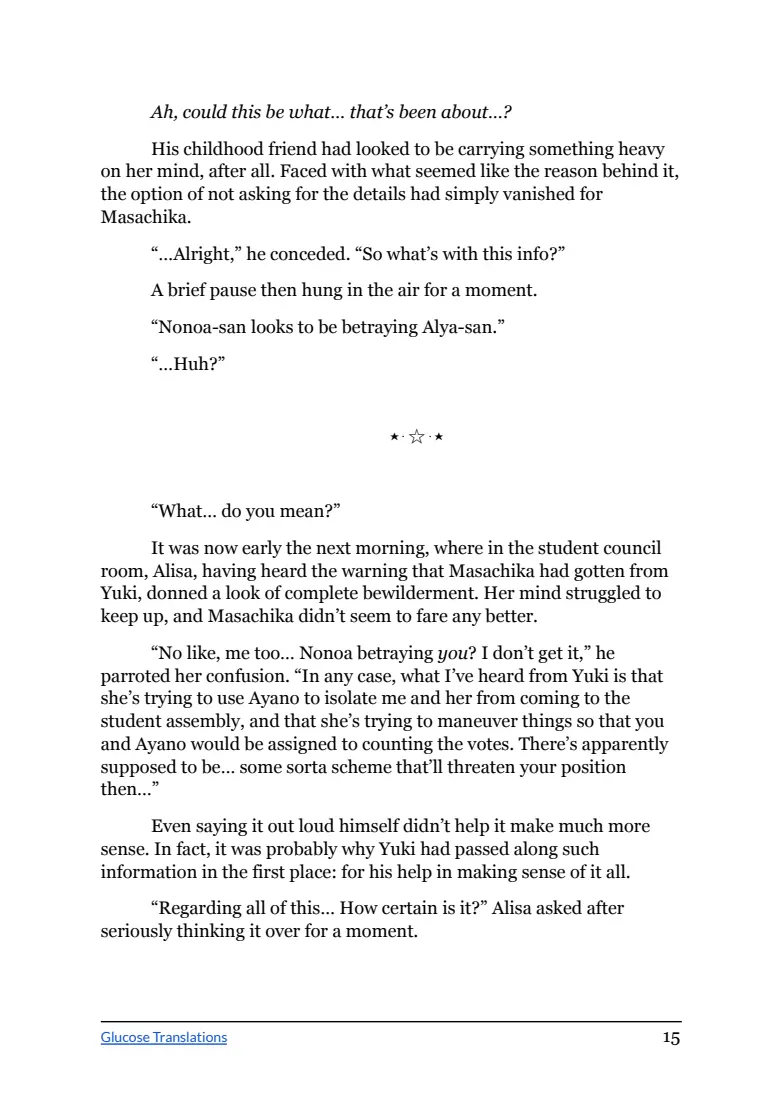 Ah, could this be what… that’s been about…?
His childhood friend had looked to be carrying something heavy
on her mind, after all. Faced with what seemed like the reason behind it,
the option of not asking for the details had simply vanished for
Masachika.
“…Alright,” he conceded. “So what’s with this info?”
A brief pause then hung in the air for a moment.
“Nonoa-san looks to be betraying Alya-san.”
“…Huh?”
⋆·☆·⋆
“What… do you mean?”
It was now early the next morning, where in the student council
room, Alisa, having heard the warning that Masachika had gotten from
Yuki, donned a look of complete bewilderment. Her mind struggled to
keep up, and Masachika didn’t seem to fare any better.
“No like, me too… Nonoa betraying you? I don’t get it,” he
parroted her confusion. “In any case, what I’ve heard from Yuki is that
she’s trying to use Ayano to isolate me and her from coming to the
student assembly, and that she’s trying to maneuver things so that you
and Ayano would be assigned to counting the votes. There’s apparently
supposed to be… some sorta scheme that’ll threaten your position
then…”
Even saying it out loud himself didn’t help it make much more
sense. In fact, it was probably why Yuki had passed along such
information in the first place: for his help in making sense of it all.
“Regarding all of this… How certain is it?” Alisa asked after
seriously thinking it over for a moment.
Glucose Translations 15